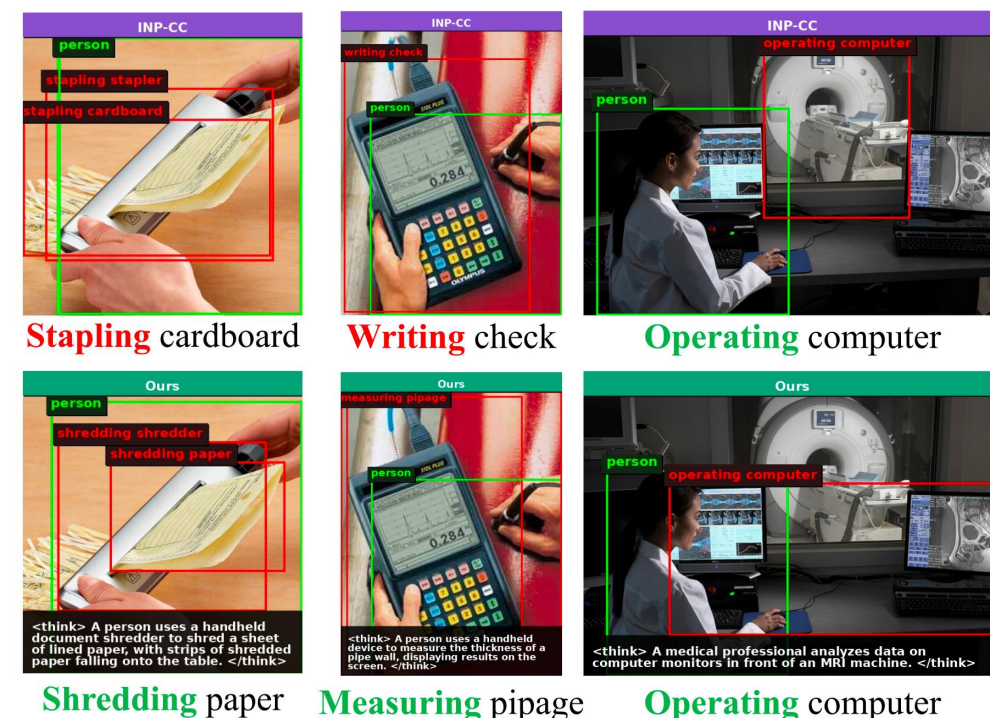 INP-CC
person
stapling stapler
stapling cardboard
Stapling cardboard
INP-CC
writing check
person
STDL PLUS
0.284
OLYMPUS
Writing check
INP-CC
operating computer
person
Operating computer
Ours
person
shredding shredder
shredding paper
<think> A person uses a handheld
document shredder to shred a sheet
of lined paper, with strips of shredded
paper falling onto the table. </think>
Shredding paper
Ours
measuring pipage
person
STDL PLUS
0.284
<think> A person uses a handheld
device to measure the thickness of a
pipe wall, displaying results on the
screen. </think>
Measuring pipage
Ours
person
operating computer
<think> A medical professional analyzes data on
computer monitors in front of an MRI machine. </think>
Operating computer